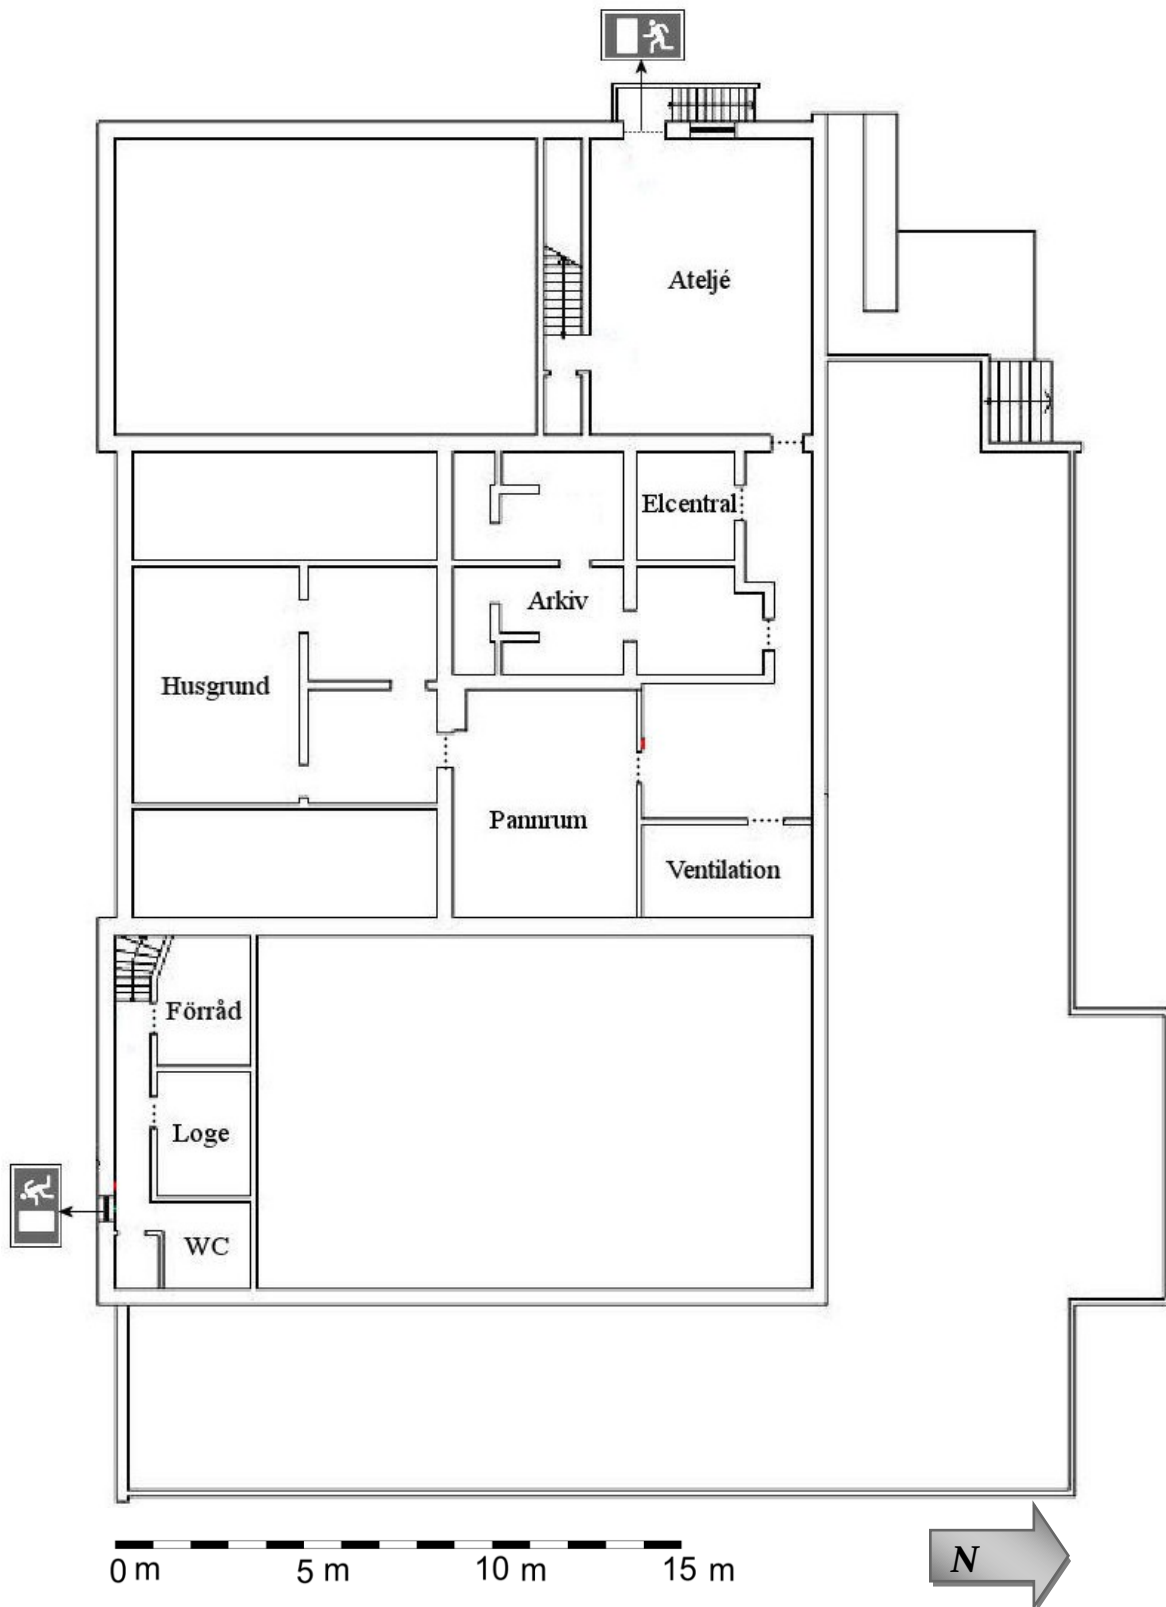 Ateljé
Elcentral
Arkiv
Husgrund
Pannrum
Ventilation
Förråd
Loge
WC
0 m
5 m
10 m
15 m
N